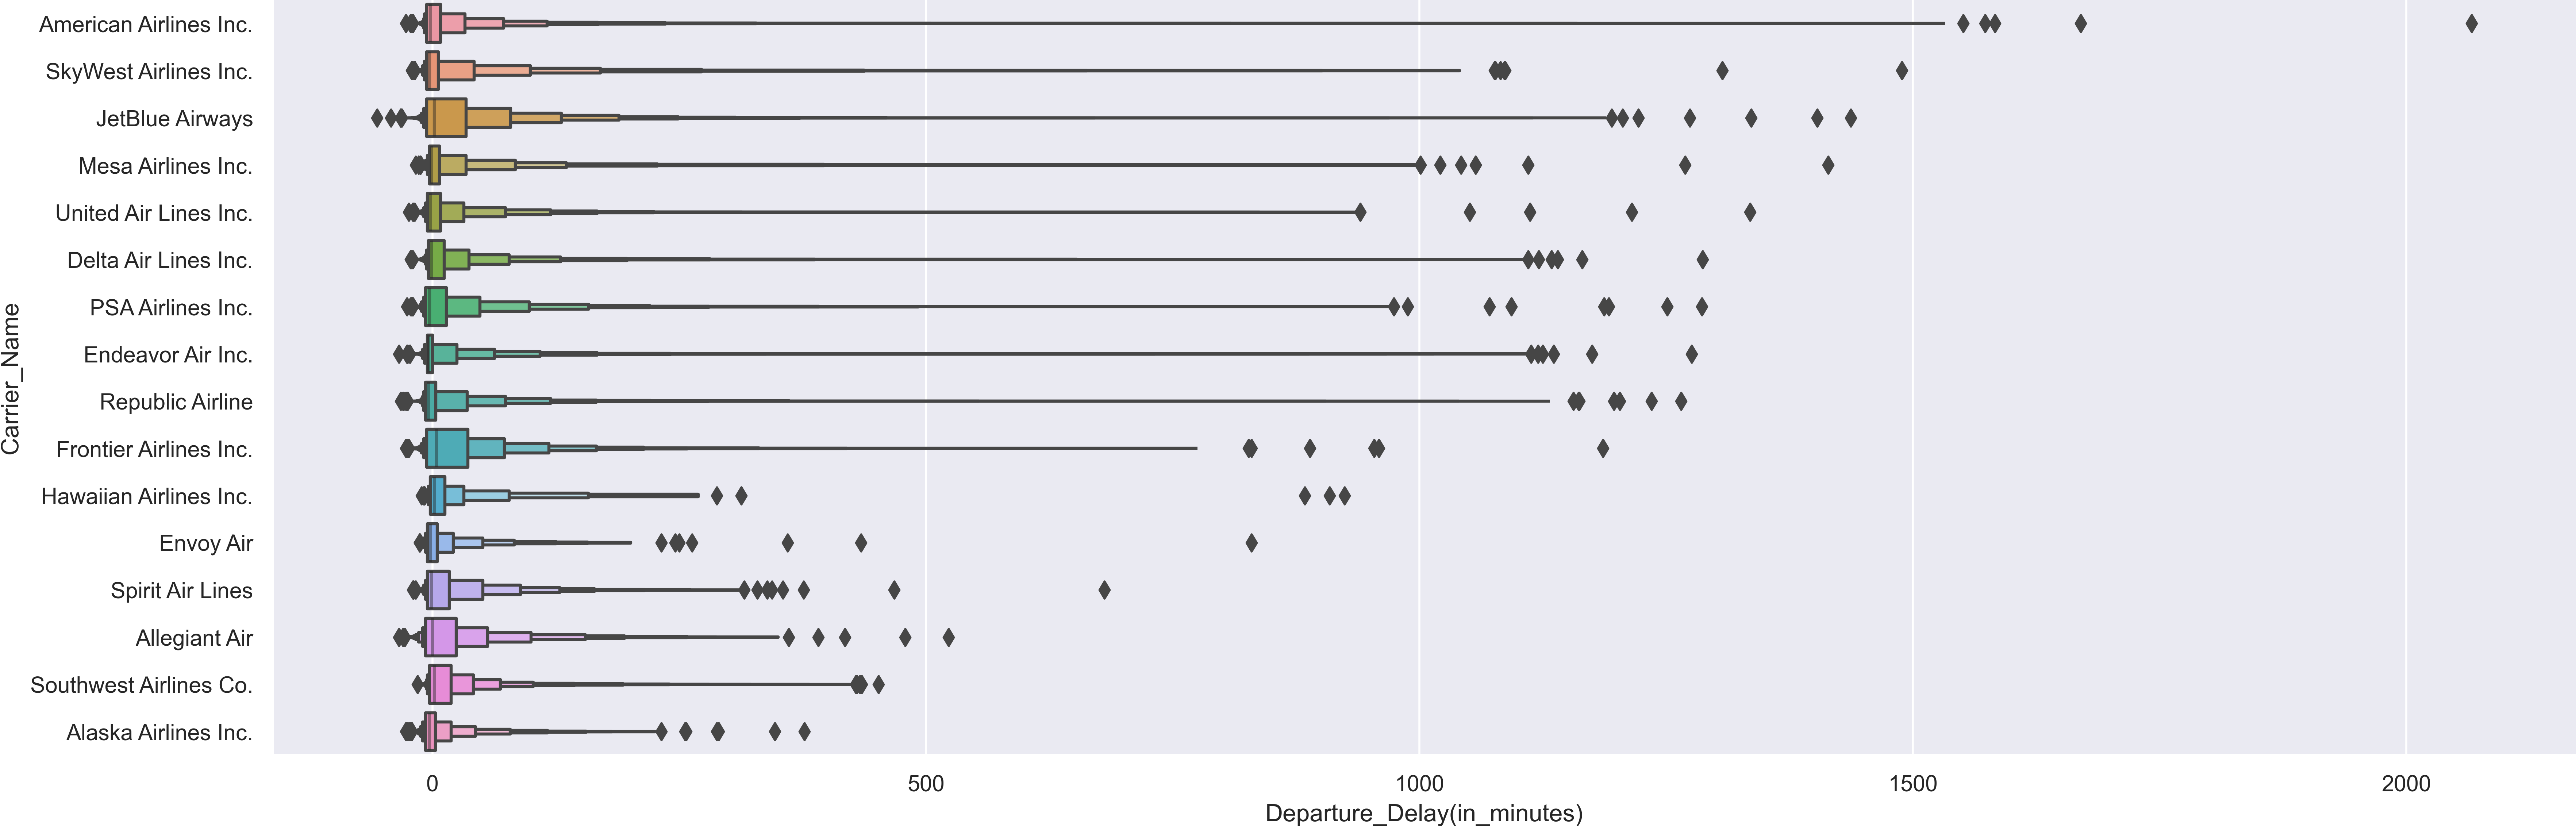 American Airlines Inc.
SkyWest Airlines Inc.
JetBlue Airways
Mesa Airlines Inc.
United Air Lines Inc.
Delta Air Lines Inc.
PSA Airlines Inc.
Endeavor Air Inc.
Republic Airline
Frontier Airlines Inc.
Hawaiian Airlines Inc.
Envoy Air
Spirit Air Lines
Allegiant Air
Southwest Airlines Co.
Alaska Airlines Inc.
Carrier_Name
0 500 1000 1500 2000
Departure_Delay(in_minutes)